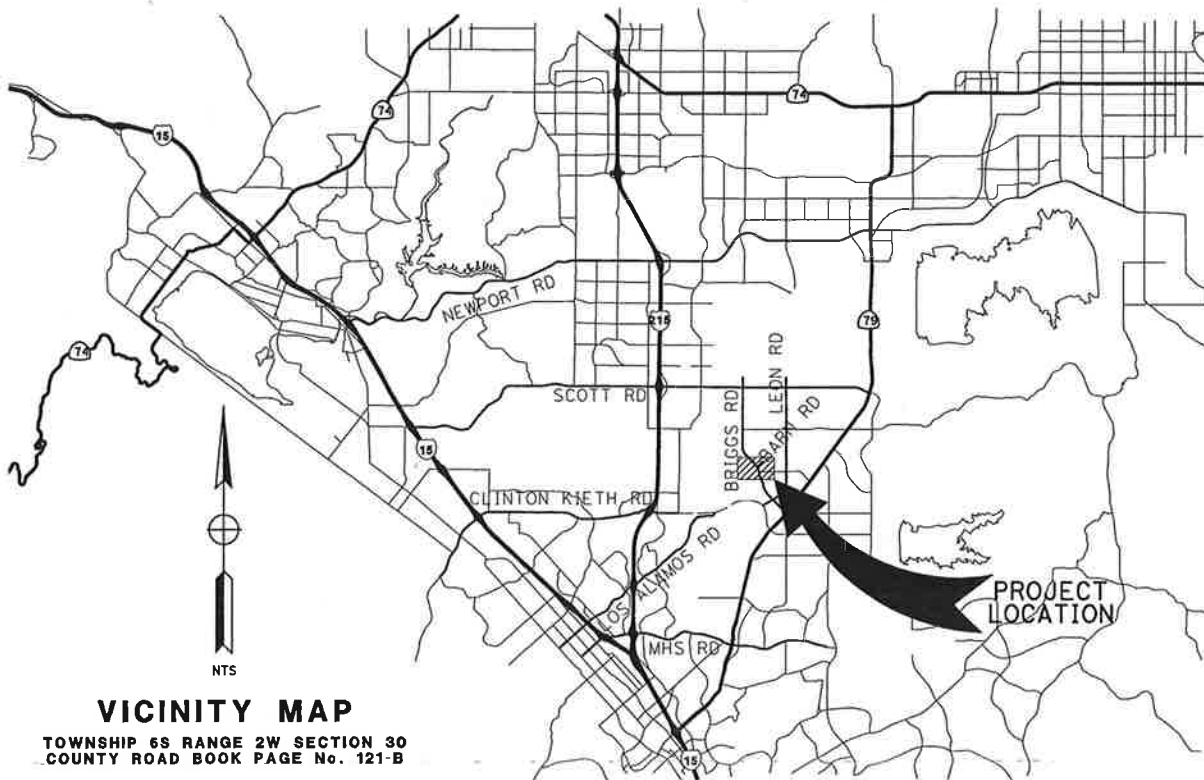 74
15
74
NEWPORT RD
215
79
74
SCOTT RD
LEON RD
BRIGGS RD
BARN RD
15
CLINTON KIETH RD
LOS ALAMOS RD
PROJECT
LOCATION
MHS RD
NTS
VICINITY MAP
TOWNSHIP 6S RANGE 2W SECTION 30
COUNTY ROAD BOOK PAGE No. 121-B
15